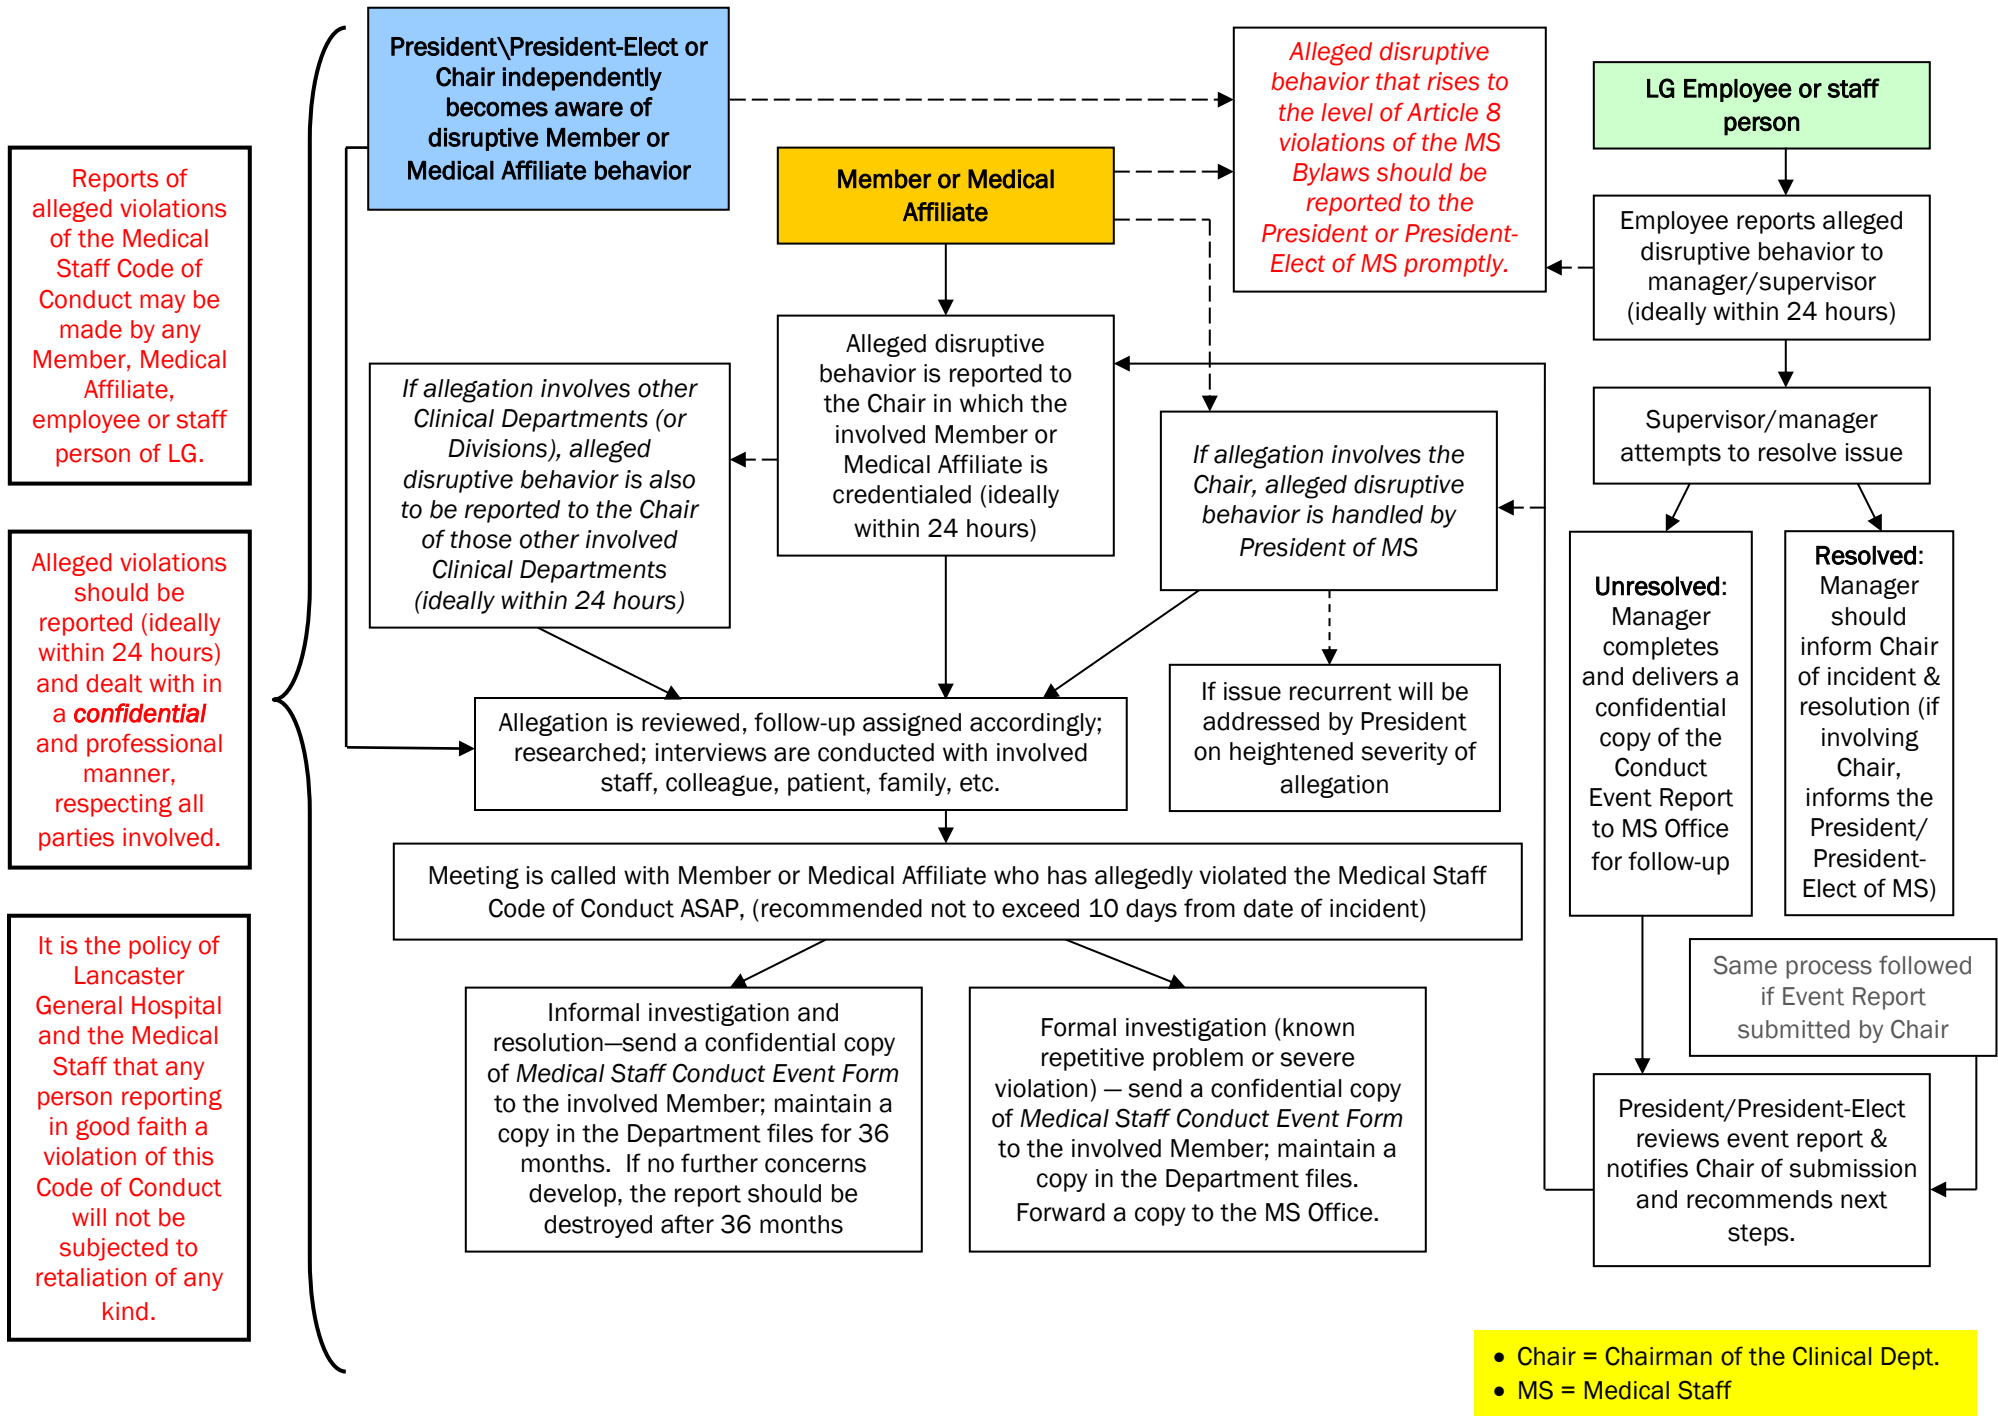 President\President-Elect or
Chair independently
becomes aware of
disruptive Member or
Medical Affiliate behavior
Alleged disruptive
behavior that rises to
the level of Article 8
violations of the MS
Bylaws should be
reported to the
President or President-
Elect of MS promptly.
LG Employee or staff
person
Member or Medical
Affiliate
Reports of
alleged violations
of the Medical
Staff Code of
Conduct may be
made by any
Member, Medical
Affiliate,
employee or staff
person of LG.
Employee reports alleged
disruptive behavior to
manager/supervisor
(ideally within 24 hours)
Alleged disruptive
behavior is reported to
the Chair in which the
involved Member or
Medical Affiliate is
credentialed (ideally
within 24 hours)
If allegation involves other
Clinical Departments (or
Divisions), alleged
disruptive behavior is also
to be reported to the Chair
of those other involved
Clinical Departments
(ideally within 24 hours)
If allegation involves the
Chair, alleged disruptive
behavior is handled by
President of MS
Supervisor/manager
attempts to resolve issue
Alleged violations
should be
reported (ideally
within 24 hours)
and dealt with in
a confidential
and professional
manner,
respecting all
parties involved.
Unresolved:
Manager
completes
and delivers a
confidential
copy of the
Conduct
Event Report
to MS Office
for follow-up
Resolved:
Manager
should
inform Chair
of incident &
resolution (if
involving
Chair,
informs the
President/
President-
Elect of MS)
If issue recurrent will be
addressed by President
on heightened severity of
allegation
Allegation is reviewed, follow-up assigned accordingly;
researched; interviews are conducted with involved
staff, colleague, patient, family, etc.
Meeting is called with Member or Medical Affiliate who has allegedly violated the Medical Staff
Code of Conduct ASAP, (recommended not to exceed 10 days from date of incident)
It is the policy of
Lancaster
General Hospital
and the Medical
Staff that any
person reporting
in good faith a
violation of this
Code of Conduct
will not be
subjected to
retaliation of any
kind.
Informal investigation and
resolution—send a confidential copy
of Medical Staff Conduct Event Form
to the involved Member; maintain a
copy in the Department files for 36
months.  If no further concerns
develop, the report should be
destroyed after 36 months
Formal investigation (known
repetitive problem or severe
violation) — send a confidential copy
of Medical Staff Conduct Event Form
to the involved Member; maintain a
copy in the Department files.
Forward a copy to the MS Office.
Same process followed
if Event Report
submitted by Chair
President/President-Elect
reviews event report &
notifies Chair of submission
and recommends next
steps.
• Chair = Chairman of the Clinical Dept.
• MS = Medical Staff